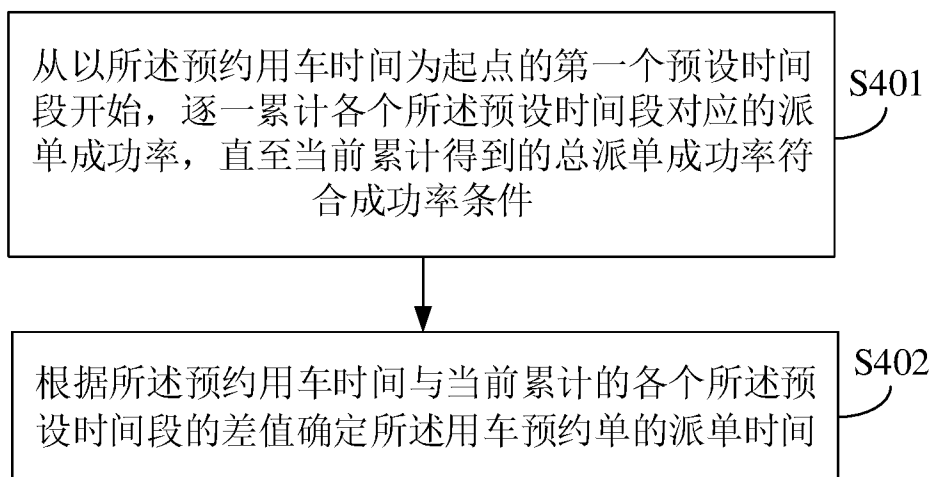 从以所述预约用车时间为起点的第一个预设时间
段开始，逐一累计各个所述预设时间段对应的派
单成功率，直至当前累计得到的总派单成功率符
合成功率条件
S401
根据所述预约用车时间与当前累计的各个所述预
设时间段的差值确定所述用车预约单的派单时间
S402